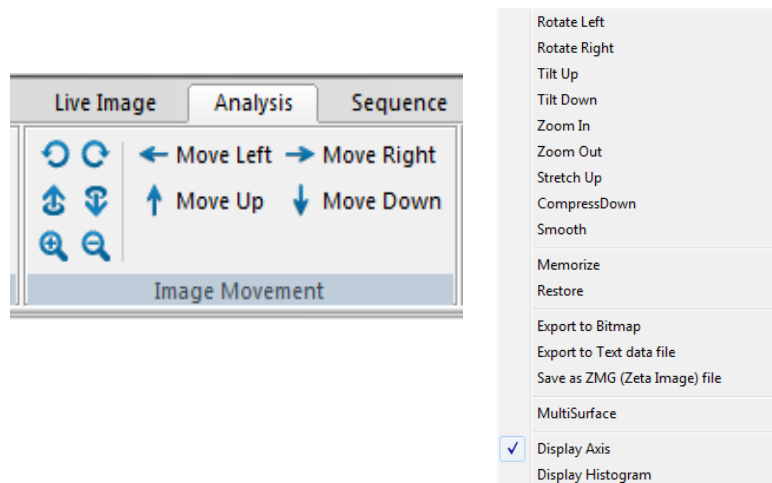 Live Image Analysis Sequence
Move Left Move Right
Move Up Move Down
Image Movement
Rotate Left
Rotate Right
Tilt Up
Tilt Down
Zoom In
Zoom Out
Stretch Up
CompressDown
Smooth
Memorize
Restore
Export to Bitmap
Export to Text data file
Save as ZMG (Zeta Image) file
MultiSurface
Display Axis
Display Histogram